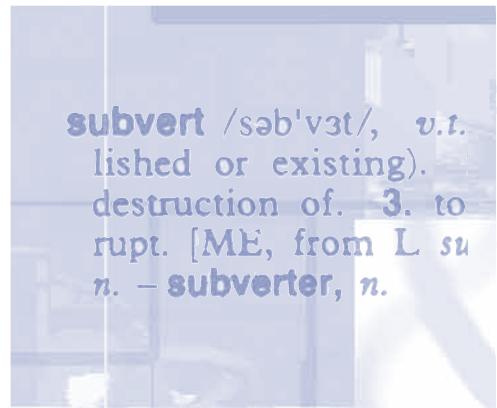 subvert /səb'vɜt/, v.t.
lished or existing).
destruction of. 3. to
rupt. [ME, from L su
n. – subverter, n.